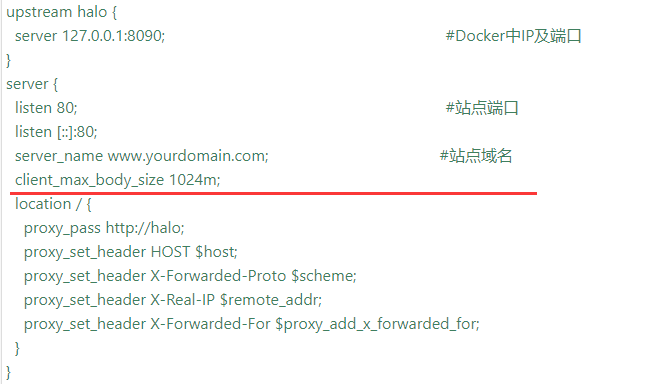 upstream halo {
server 127.0.0.1:8090; #Docker中IP及端口
}
server {
listen 80; #站点端口
listen [::]:80;
server_name www.yourdomain.com; #站点域名
client_max_body_size 1024m;
location / {
proxy_pass http://halo;
proxy_set_header HOST $host;
proxy_set_header X-Forwarded-Proto $scheme;
proxy_set_header X-Real-IP $remote_addr;
proxy_set_header X-Forwarded-For $proxy_add_x_forwarded_for;
}
}